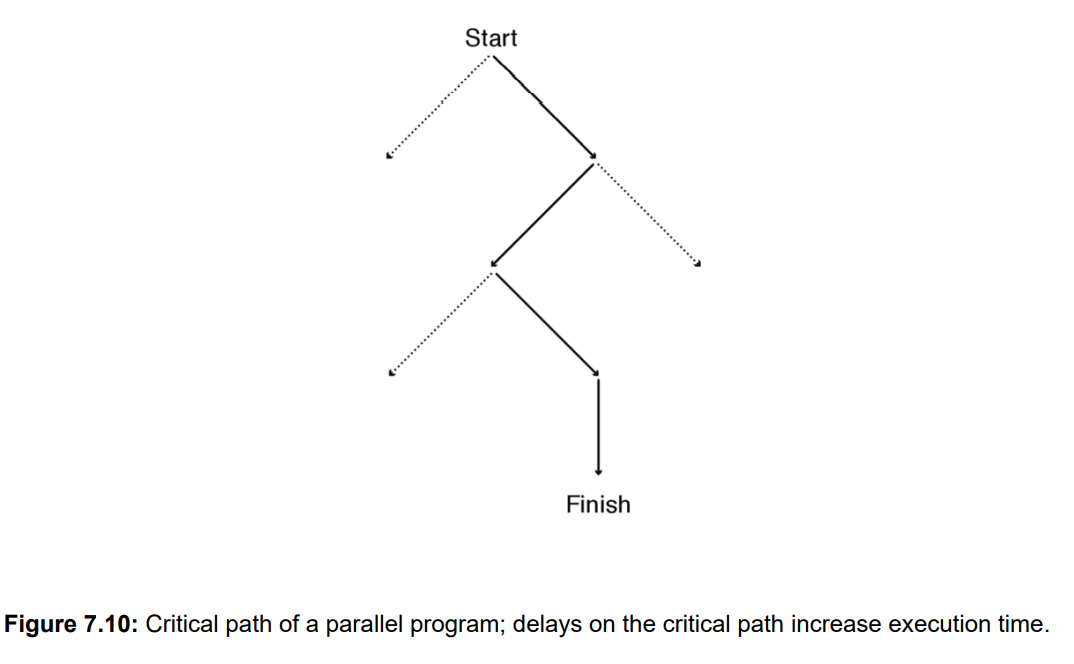 Start
Finish
Figure 7.10: Critical path of a parallel program; delays on the critical path increase execution time.